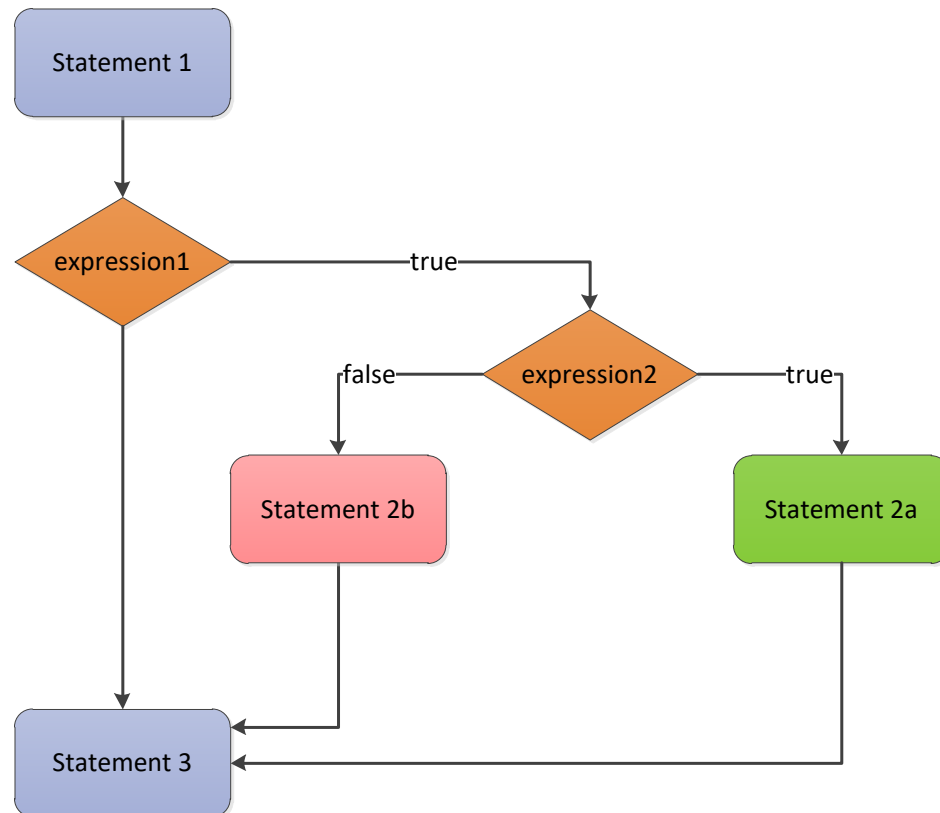 Statement 1
expression1
true
expression2
false
true
Statement 2b
Statement 2a
Statement 3